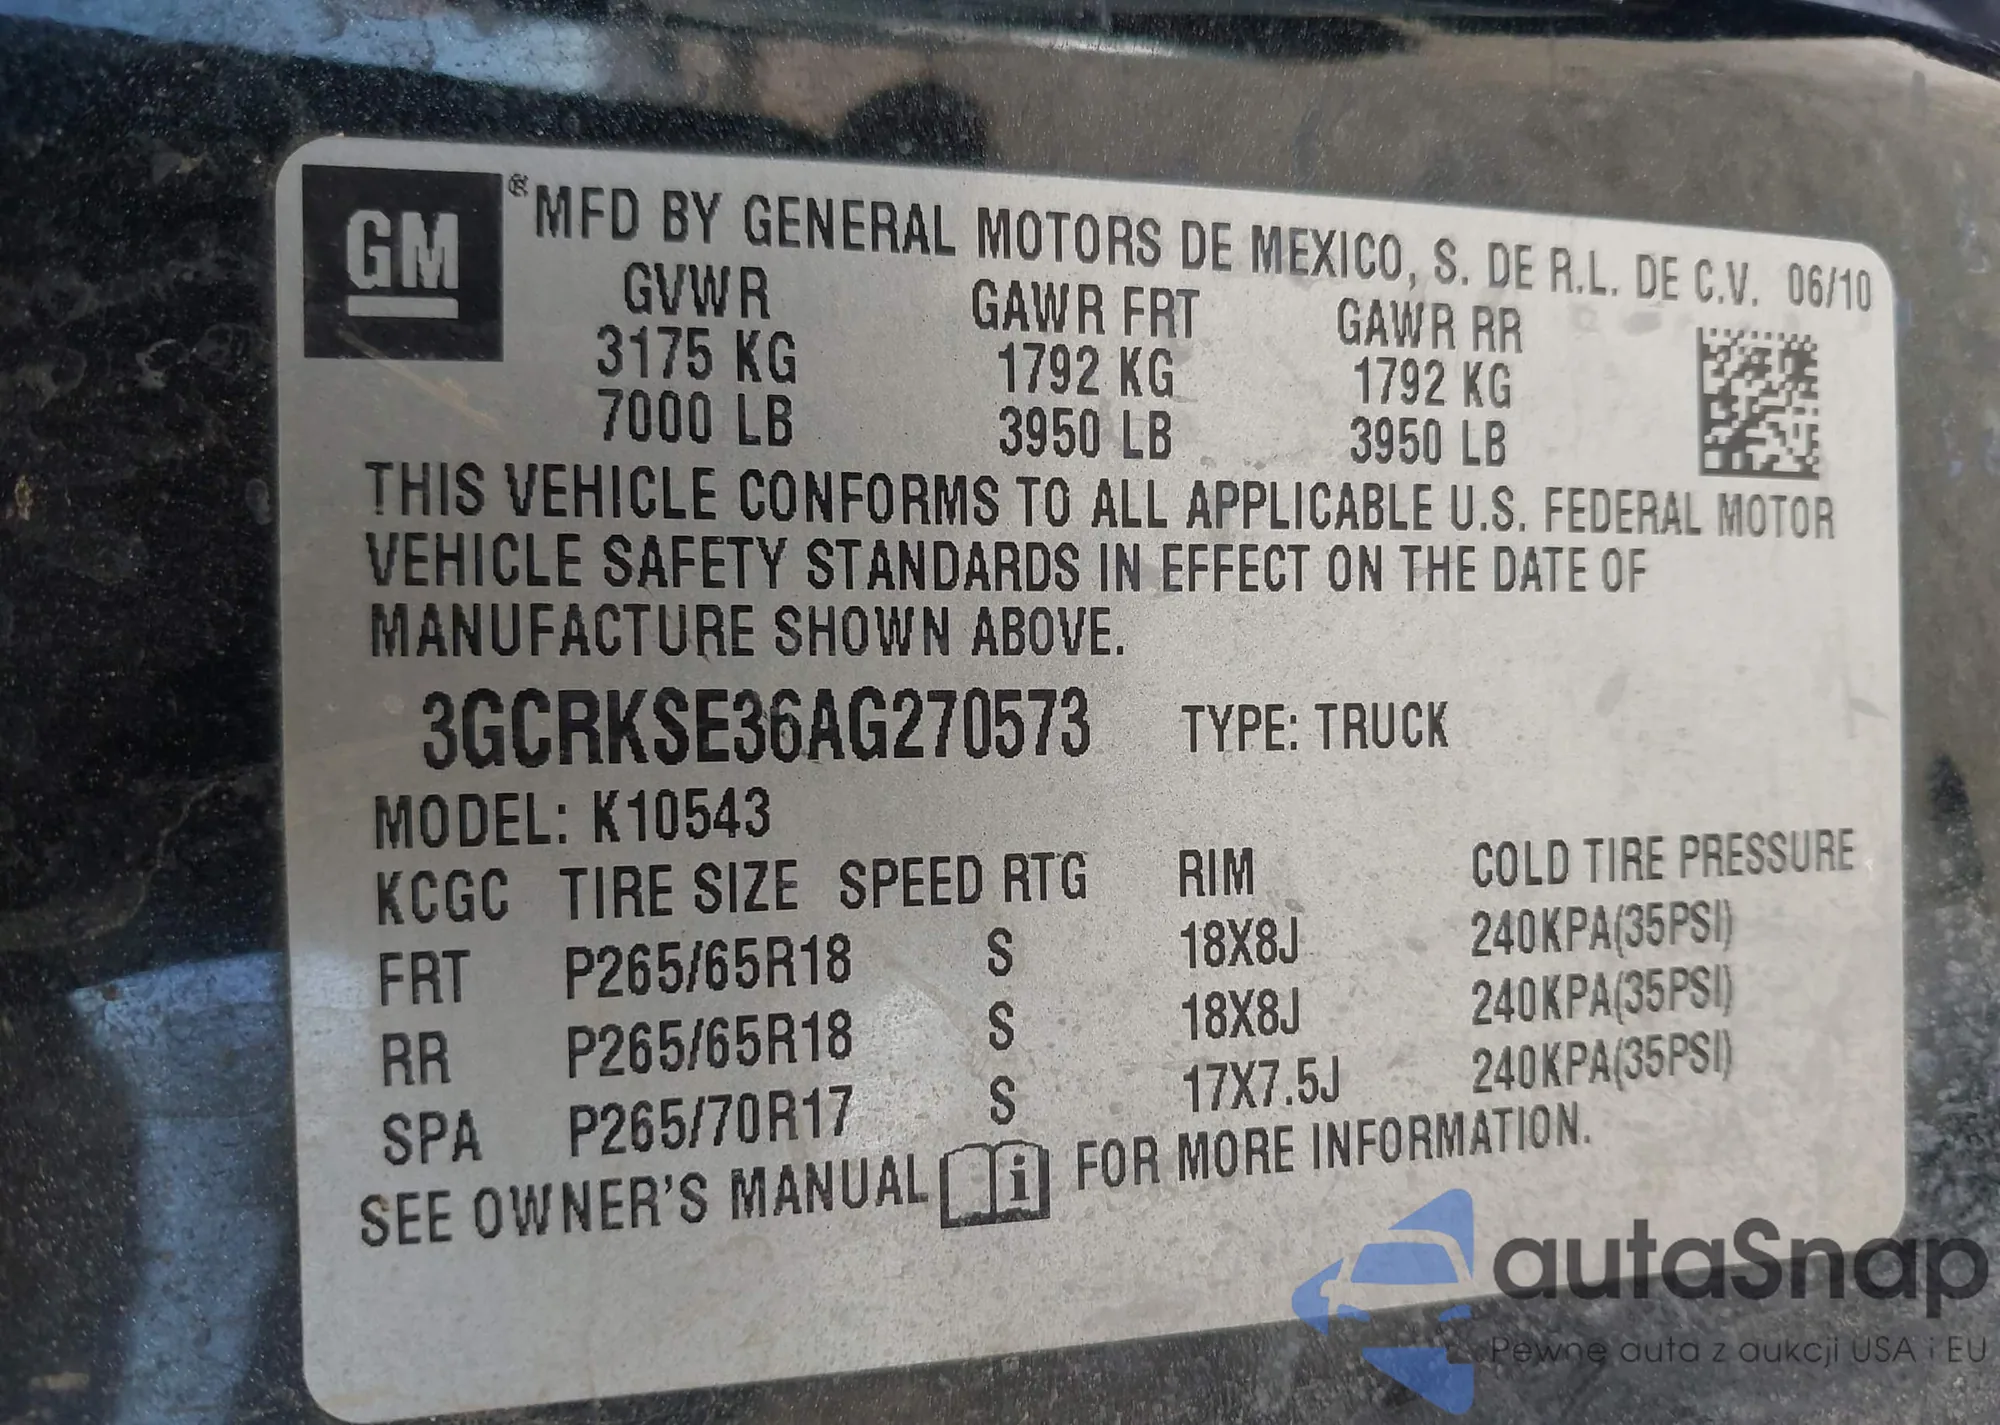 GM
® MFD BY GENERAL MOTORS DE MEXICO, S. DE R.L. DE C.V. 06/10
GVWR GAWR FRT GAWR RR
3175 KG 1792 KG 1792 KG
7000 LB 3950 LB 3950 LB
THIS VEHICLE CONFORMS TO ALL APPLICABLE U.S. FEDERAL MOTOR
VEHICLE SAFETY STANDARDS IN EFFECT ON THE DATE OF
MANUFACTURE SHOWN ABOVE.
3GCRKSE36AG270573 TYPE: TRUCK
MODEL: K10543
KCGC TIRE SIZE SPEED RTG RIM COLD TIRE PRESSURE
FRT P265/65R18 S 18X8J 240KPA(35PSI)
RR P265/65R18 S 18X8J 240KPA(35PSI)
SPA P265/70R17 S 17X7.5J 240KPA(35PSI)
SEE OWNER'S MANUAL i FOR MORE INFORMATION.
autaSnap
Pewne auta z aukcji USA i EU